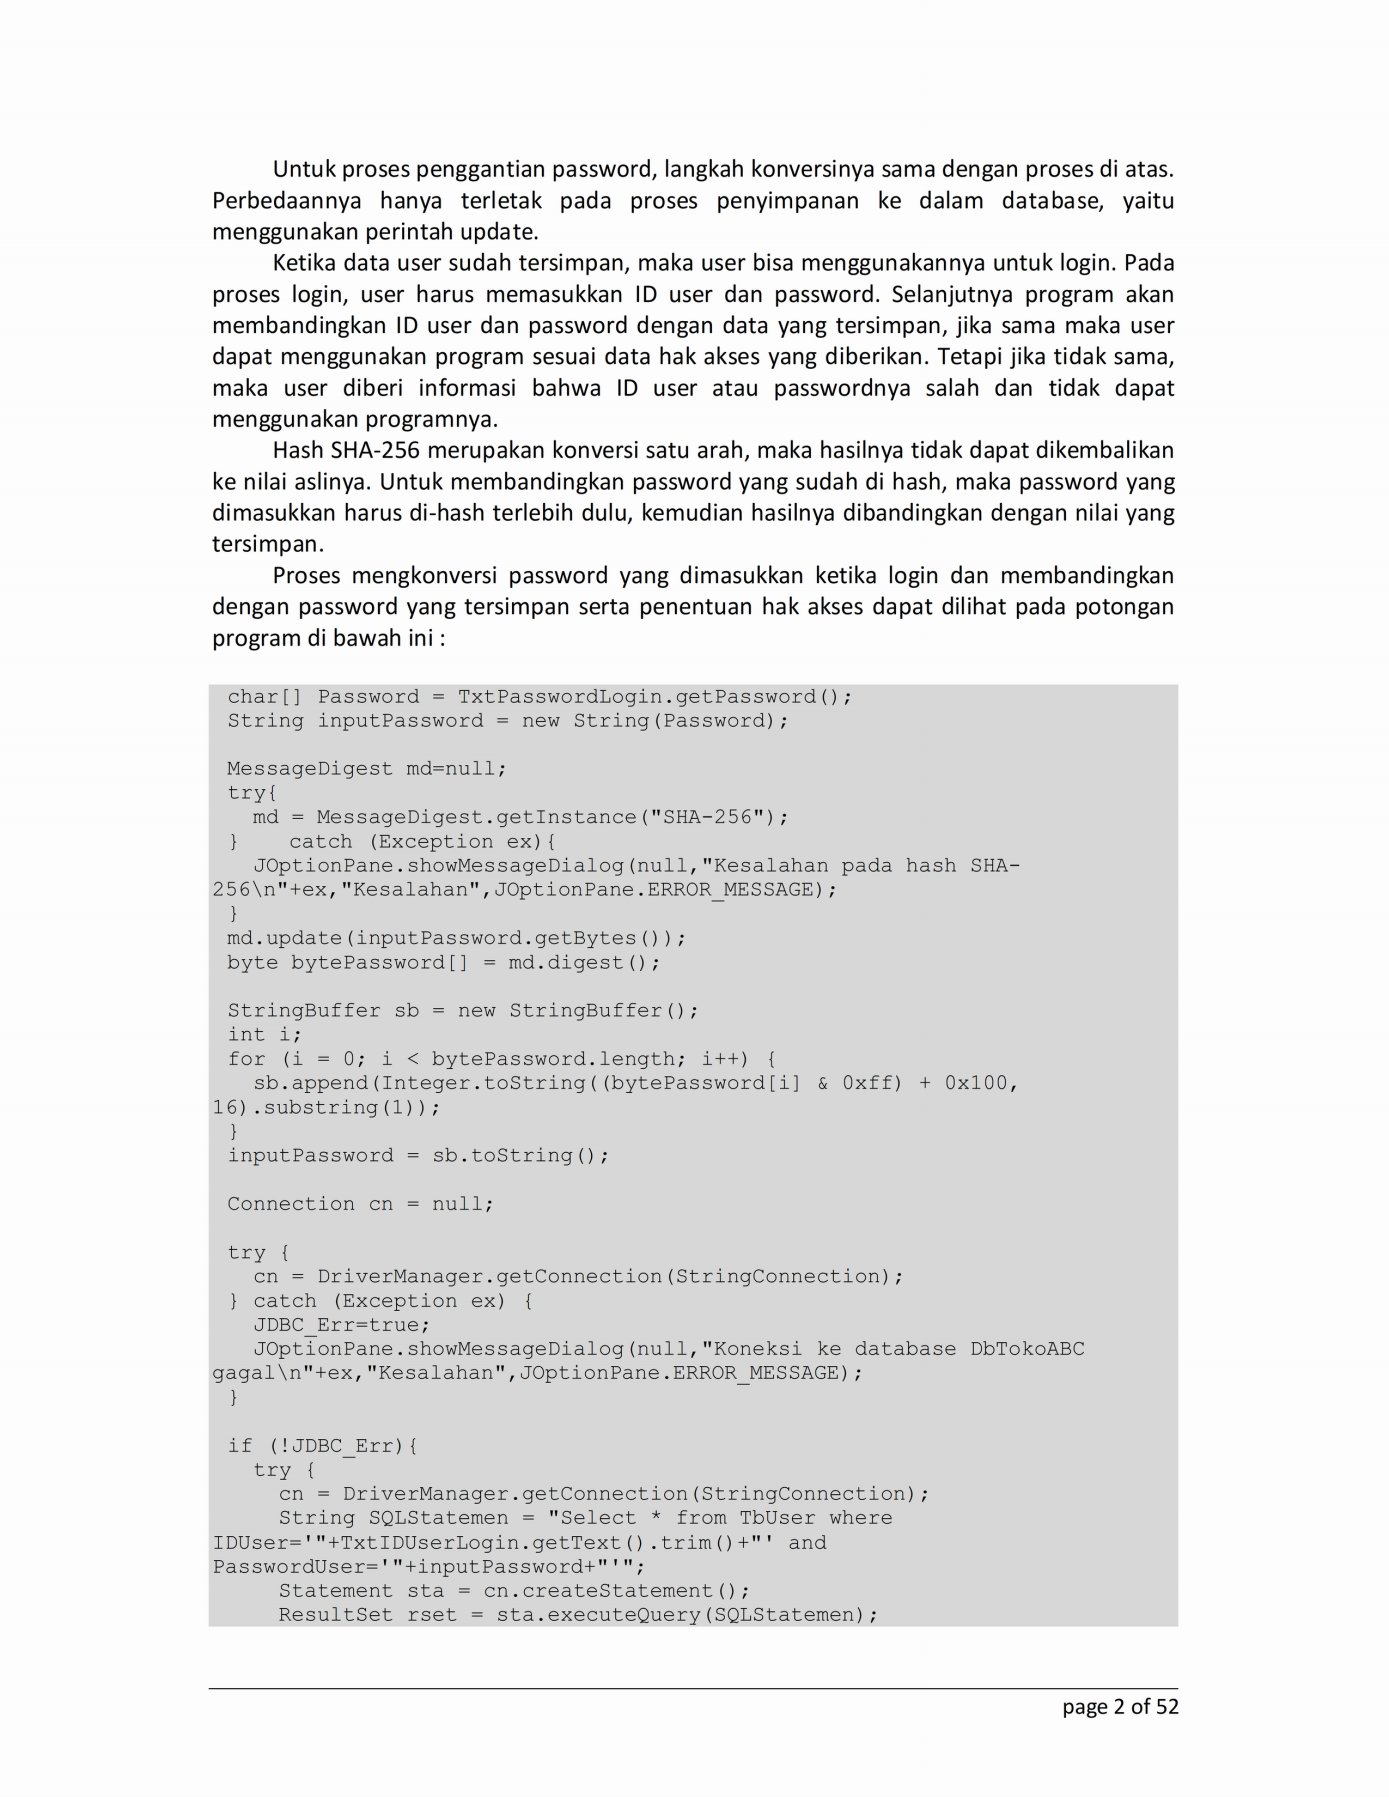 Untuk proses penggantian password, langkah konversinya sama dengan proses di atas.
Perbedaannya hanya terletak pada proses penyimpanan ke dalam database, yaitu
menggunakan perintah update.
Ketika data user sudah tersimpan, maka user bisa menggunakannya untuk login. Pada
proses login, user harus memasukkan ID user dan password. Selanjutnya program akan
membandingkan ID user dan password dengan data yang tersimpan, jika sama maka user
dapat menggunakan program sesuai data hak akses yang diberikan. Tetapi jika tidak sama,
maka user diberi informasi bahwa ID user atau passwordnya salah dan tidak dapat
menggunakan programnya.
Hash SHA-256 merupakan konversi satu arah, maka hasilnya tidak dapat dikembalikan
ke nilai aslinya. Untuk membandingkan password yang sudah di hash, maka password yang
dimasukkan harus di-hash terlebih dulu, kemudian hasilnya dibandingkan dengan nilai yang
tersimpan.
Proses mengkonversi password yang dimasukkan ketika login dan membandingkan
dengan password yang tersimpan serta penentuan hak akses dapat dilihat pada potongan
program di bawah ini :
char[] Password = TxtPasswordLogin.getPassword();
String inputPassword = new String(Password);
MessageDigest md=null;
try{
md = MessageDigest.getInstance("SHA-256");
}    catch (Exception ex){
JOptionPane.showMessageDialog(null,"Kesalahan pada hash SHA-
256\n"+ex,"Kesalahan",JOptionPane.ERROR_MESSAGE);
}
md.update(inputPassword.getBytes());
byte bytePassword[] = md.digest();
StringBuffer sb = new StringBuffer();
int i;
for (i = 0; i < bytePassword.length; i++) {
sb.append(Integer.toString((bytePassword[i] & 0xff) + 0x100,
16).substring(1));
}
inputPassword = sb.toString();
Connection cn = null;
try {
cn = DriverManager.getConnection(StringConnection);
} catch (Exception ex) {
JDBC_Err=true;
JOptionPane.showMessageDialog(null,"Koneksi ke database DbTokoABC
gagal\n"+ex,"Kesalahan",JOptionPane.ERROR_MESSAGE);
}
if (!JDBC_Err){
try {
cn = DriverManager.getConnection(StringConnection);
String SQLStatemen = "Select * from TbUser where
IDUser='"+TxtIDUserLogin.getText().trim()+"' and
PasswordUser='"+inputPassword+"'";
Statement sta = cn.createStatement();
ResultSet rset = sta.executeQuery(SQLStatemen);
page 2 of 52